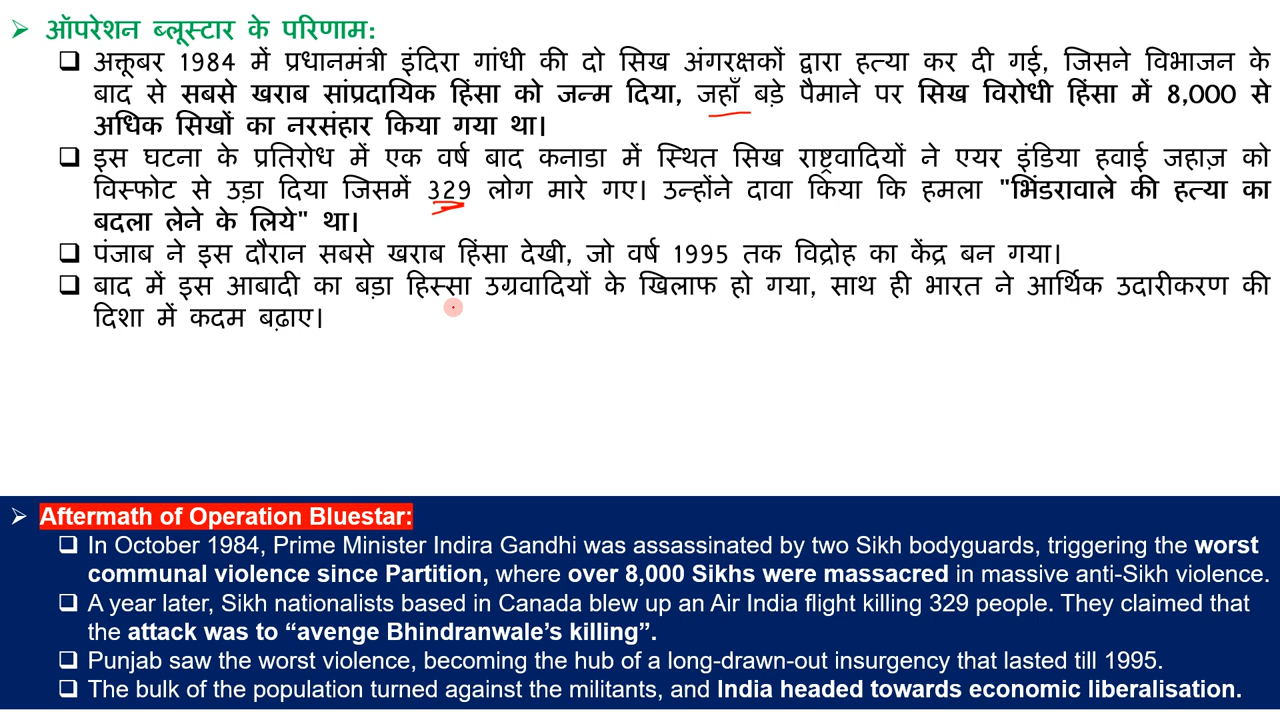 ➢ ऑपरेशन ब्लूस्टार के परिणाम:
❑ अक्तूबर 1984 में प्रधानमंत्री इंदिरा गांधी की दो सिख अंगरक्षकों द्वारा हत्या कर दी गई, जिसने विभाजन के
बाद से सबसे खराब सांप्रदायिक हिंसा को जन्म दिया, जहाँ बड़े पैमाने पर सिख विरोधी हिंसा में 8,000 से
अधिक सिखों का नरसंहार किया गया था।
❑ इस घटना के प्रतिरोध में एक वर्ष बाद कनाडा में स्थित सिख राष्ट्रवादियों ने एयर इंडिया हवाई जहाज़ को
विस्फोट से उड़ा दिया जिसमें 329 लोग मारे गए। उन्होंने दावा किया कि हमला "भिंडरावाले की हत्या का
बदला लेने के लिये" था।
❑ पंजाब ने इस दौरान सबसे खराब हिंसा देखी, जो वर्ष 1995 तक विद्रोह का केंद्र बन गया।
❑ बाद में इस आबादी का बड़ा हिस्सा उग्रवादियों के खिलाफ हो गया, साथ ही भारत ने आर्थिक उदारीकरण की
दिशा में कदम बढ़ाए।
➢ Aftermath of Operation Bluestar:
❑ In October 1984, Prime Minister Indira Gandhi was assassinated by two Sikh bodyguards, triggering the worst
communal violence since Partition, where over 8,000 Sikhs were massacred in massive anti-Sikh violence.
❑ A year later, Sikh nationalists based in Canada blew up an Air India flight killing 329 people. They claimed that
the attack was to “avenge Bhindranwale’s killing”.
❑ Punjab saw the worst violence, becoming the hub of a long-drawn-out insurgency that lasted till 1995.
❑ The bulk of the population turned against the militants, and India headed towards economic liberalisation.